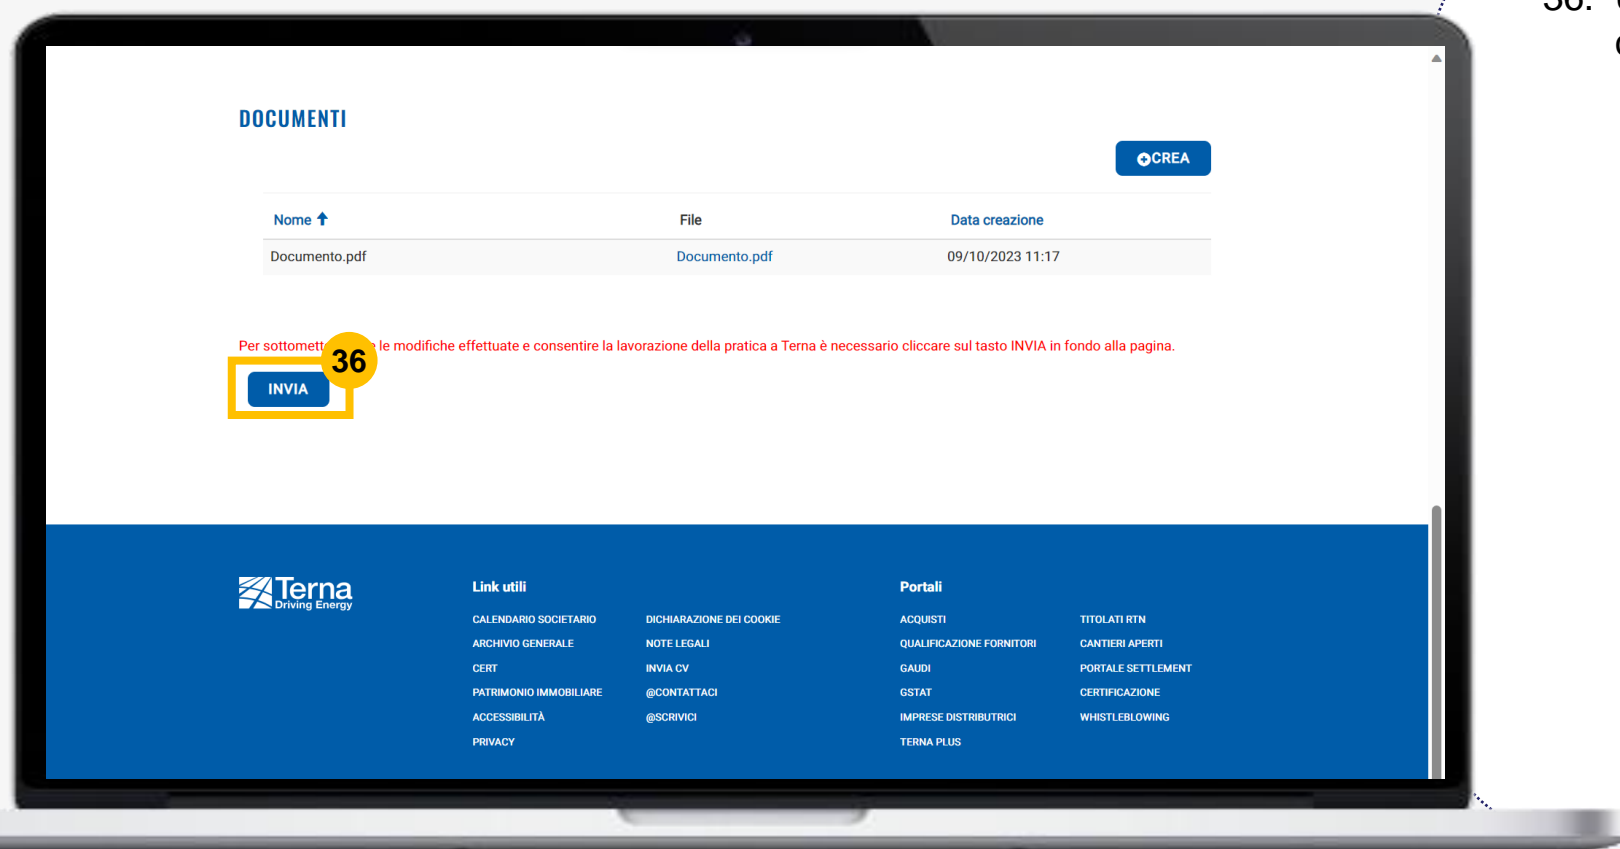 36.
DOCUMENTI
CREA
Nome File Data creazione
Documento.pdf Documento.pdf 09/10/2023 11:17
Per le modifiche effettuate e consentire la lavorazione della pratica a Terna è necessario cliccare sul tasto INVIA in fondo alla pagina.
36
INVIA
Terna
Driving Energy
Link utili
CALENDARIO SOCIETARIO
ARCHIVIO GENERALE
CERT
PATRIMONIO IMMOBILIARE
ACCESSIBILITÀ
PRIVACY
DICHIARAZIONE DEI COOKIE
NOTE LEGALI
INVIA CV
@CONTATTACI
@SCRIVICI
Portali
ACQUISTI
QUALIFICAZIONE FORNITORI
GAUDI
GSTAT
IMPRESE DISTRIBUTRICI
TERNA PLUS
TITOLATI RTN
CANTIERI APERTI
PORTALE SETTLEMENT
CERTIFICAZIONE
WHISTLEBLOWING